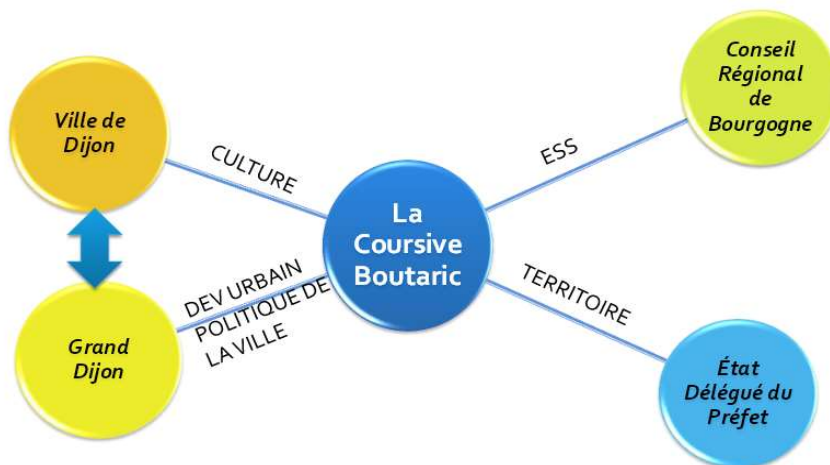 Ville de
Dijon
CULTURE
La
Coursive
Boutaric
ESS
Conseil
Régional
de
Bourgogne
Grand
Dijon
DEV URBAIN
POLITIQUE DE
LA VILLE
TERRITOIRE
État
Délégué du
Préfet